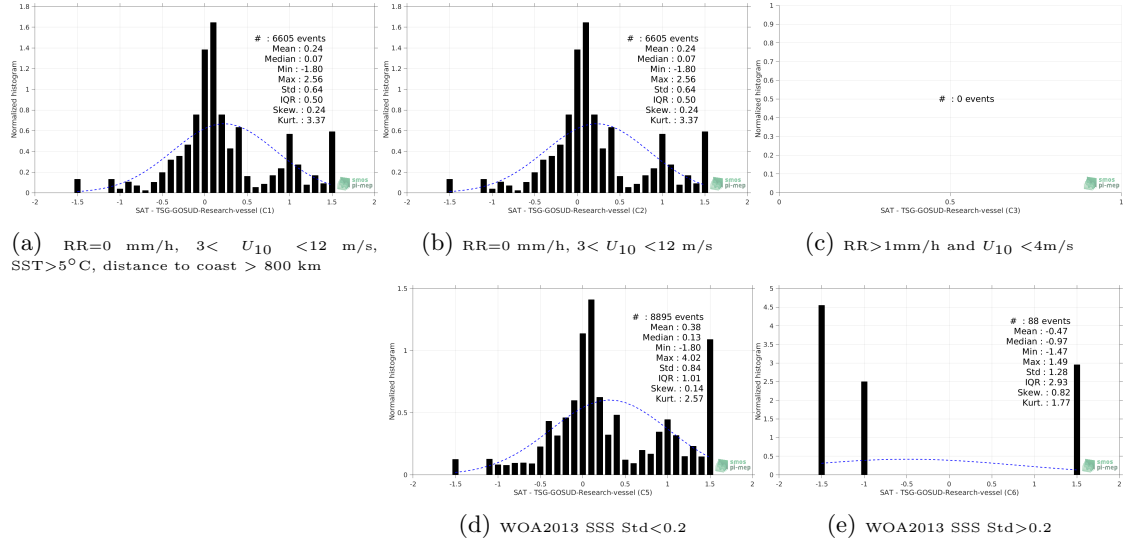 1.8
1.6
1.4
1.2
1
0.8
0.6
0.4
0.2
0
Normalized histogram
# : 6605 events
Mean : 0.24
Median : 0.07
Min : -1.80
Max : 2.56
Std : 0.64
IQR : 0.50
Skew. : 0.24
Kurt. : 3.37
smos
pi-mep
-2 -1.5 -1 -0.5 0 0.5 1 1.5 2
SAT - TSG-GOSUD-Research-vessel (C1)
(a) RR=0 mm/h, 3< U10 <12 m/s,
SST>5°C, distance to coast > 800 km
1.8
1.6
1.4
1.2
1
0.8
0.6
0.4
0.2
0
Normalized histogram
# : 6605 events
Mean : 0.24
Median : 0.07
Min : -1.80
Max : 2.56
Std : 0.64
IQR : 0.50
Skew. : 0.24
Kurt. : 3.37
smos
pi-mep
-2 -1.5 -1 -0.5 0 0.5 1 1.5 2
SAT - TSG-GOSUD-Research-vessel (C2)
(b) RR=0 mm/h, 3< U10 <12 m/s
1
0.9
0.8
0.7
0.6
0.5
0.4
0.3
0.2
0.1
0
Normalized histogram
# : 0 events
smos
pi-mep
0 0.5 1
SAT - TSG-GOSUD-Research-vessel (C3)
(c) RR>1mm/h and U10 <4m/s
1.5
1
0.5
0
Normalized histogram
# : 8895 events
Mean : 0.38
Median : 0.13
Min : -1.80
Max : 4.02
Std : 0.84
IQR : 1.01
Skew. : 0.14
Kurt. : 2.57
smos
pi-mep
-2 -1.5 -1 -0.5 0 0.5 1 1.5 2
SAT - TSG-GOSUD-Research-vessel (C5)
(d) WOA2013 SSS Std<0.2
5
4.5
4
3.5
3
2.5
2
1.5
1
0.5
0
Normalized histogram
# : 88 events
Mean : -0.47
Median : -0.97
Min : -1.47
Max : 1.49
Std : 1.28
IQR : 2.93
Skew. : 0.82
Kurt. : 1.77
smos
pi-mep
-2 -1.5 -1 -0.5 0 0.5 1 1.5 2
SAT - TSG-GOSUD-Research-vessel (C6)
(e) WOA2013 SSS Std>0.2